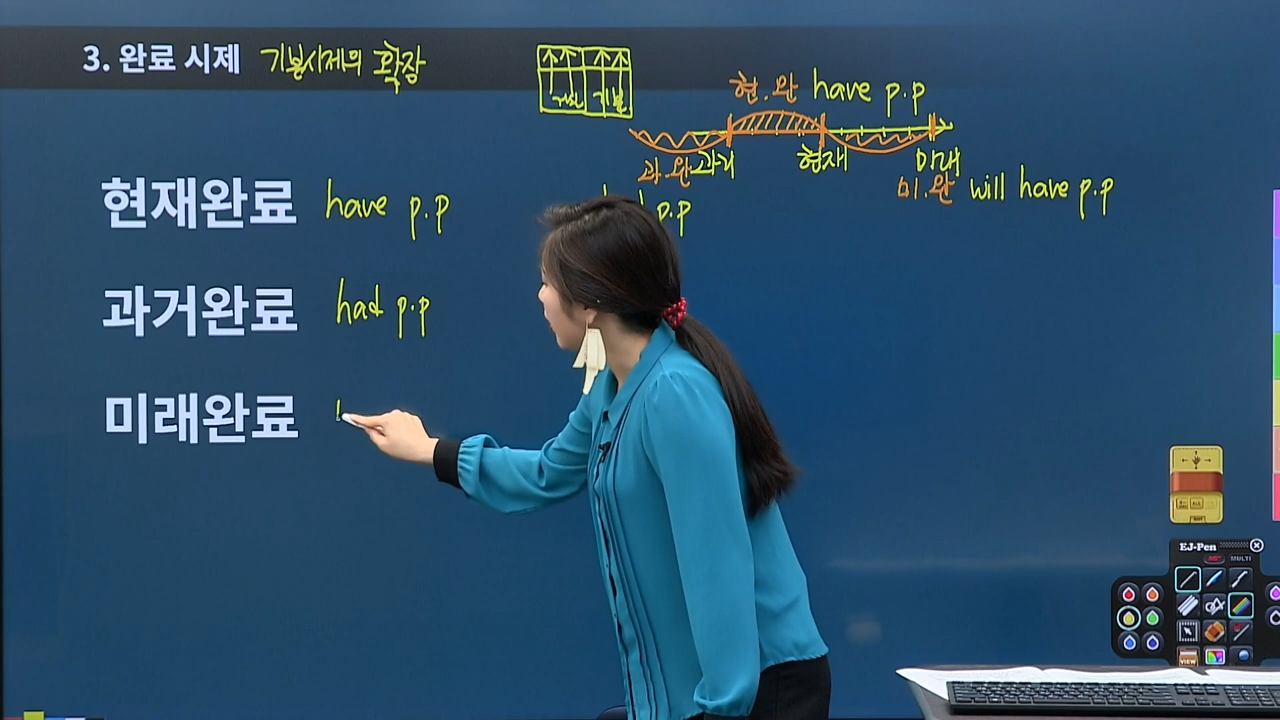 3. 완료 시제 기본시제의 확장
현.완 have p.p
과.완 과거 현재 미래
미.완 will have p.p
현재완료 have p.p
p.p
과거완료 had p.p
미래완료
EJ-Pen
MULTI
VIEW